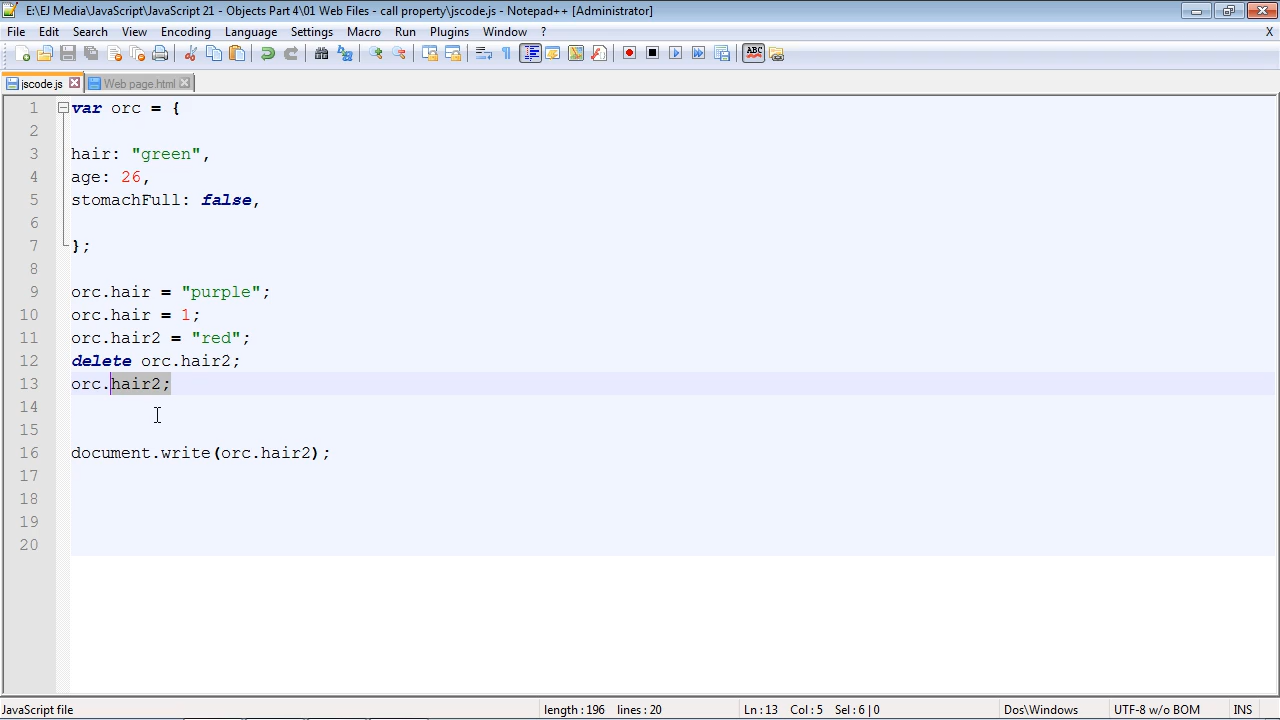 E:\EJ Media\JavaScript\JavaScript 21 - Objects Part 4\01 Web Files - call property\jscode.js - Notepad++ [Administrator]
File Edit Search View Encoding Language Settings Macro Run Plugins Window ? X
ABC
jscode.js Web page.html
1 var orc = {
2
3 hair: "green",
4 age: 26,
5 stomachFull: false,
6
7 };
8
9 orc.hair = "purple";
10 orc.hair = 1;
11 orc.hair2 = "red";
12 delete orc.hair2;
13 orc.hair2;
14
15
16 document.write(orc.hair2);
17
18
19
20
JavaScript file length : 196 lines : 20 Ln : 13 Col : 5 Sel : 6 | 0 Dos\Windows UTF-8 w/o BOM INS